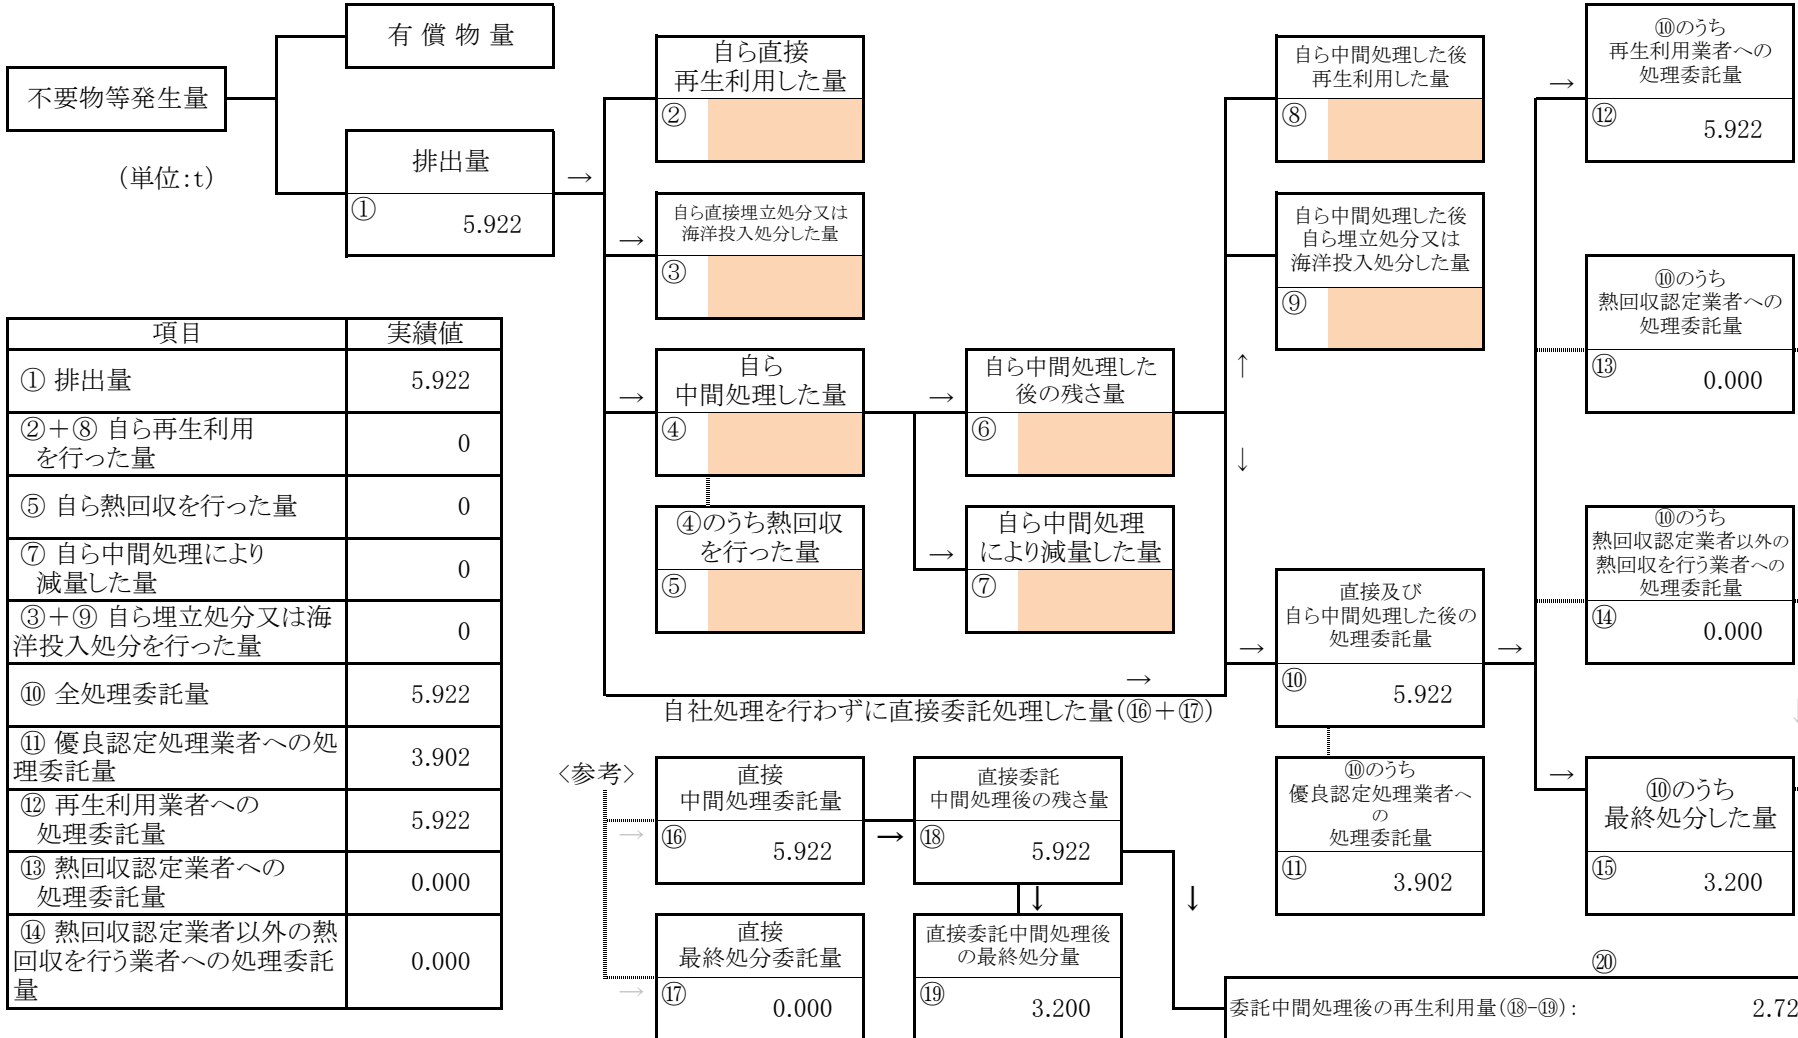 有 償 物 量
不要物等発生量
(単位:t)
排出量
①
5.922
→
自ら直接
再生利用した量
②
→
自ら直接埋立処分又は
海洋投入処分した量
③
→
自ら
中間処理した量
④
④のうち熱回収
を行った量
⑤
→
自ら中間処理した
後の残さ量
⑥
→
自ら中間処理
により減量した量
⑦
↑
↓
自ら中間処理した後
再生利用した量
⑧
自ら中間処理した後
自ら埋立処分又は
海洋投入処分した量
⑨
→
→
直接及び
自ら中間処理した後の
処理委託量
⑩
5.922
→
⑩のうち
優良認定処理業者へ
の
処理委託量
⑪
3.902
→
⑩のうち
再生利用業者への
処理委託量
⑫
5.922
⑩のうち
熱回収認定業者への
処理委託量
⑬
0.000
⑩のうち
熱回収認定業者以外の
熱回収を行う業者への
処理委託量
⑭
0.000
→
⑩のうち
最終処分した量
⑮
3.200
自社処理を行わずに直接委託処理した量(⑯+⑰)
<参考>
→
直接
中間処理委託量
⑯
5.922
→
直接委託
中間処理後の残さ量
⑱
5.922
↓
↓
→
直接
最終処分委託量
⑰
0.000
直接委託中間処理後
の最終処分量
⑲
3.200
⑳
委託中間処理後の再生利用量(⑱-⑲):
2.72
項目 実績値
① 排出量 5.922
②+⑧ 自ら再生利用
を行った量
0
⑤ 自ら熱回収を行った量 0
⑦ 自ら中間処理により
減量した量
0
③+⑨ 自ら埋立処分又は海
洋投入処分を行った量
0
⑩ 全処理委託量 5.922
⑪ 優良認定処理業者への処
理委託量
3.902
⑫ 再生利用業者への
処理委託量
5.922
⑬ 熱回収認定業者への
処理委託量
0.000
⑭ 熱回収認定業者以外の熱
回収を行う業者への処理委託
量
0.000